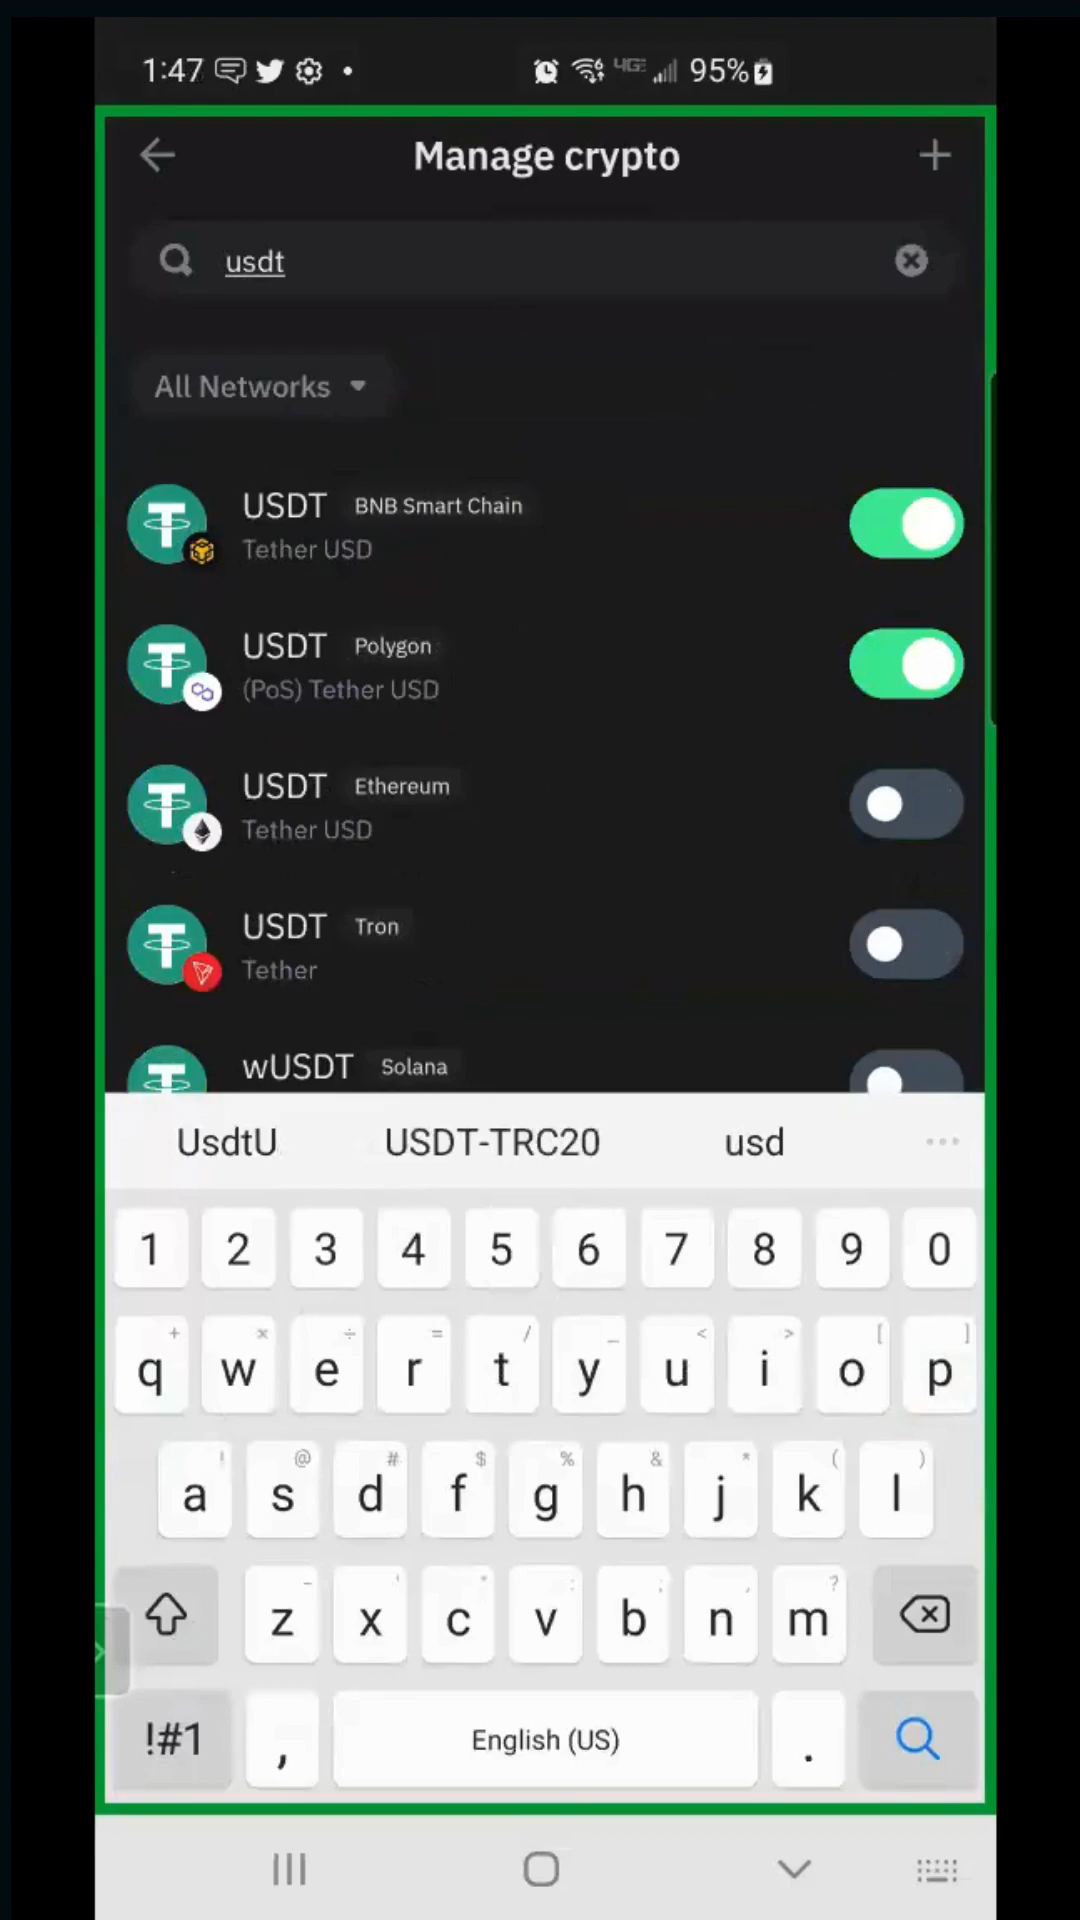 1:47 4GE 95%
Manage crypto
usdt
All Networks
USDT BNB Smart Chain
Tether USD
USDT Polygon
(PoS) Tether USD
USDT Ethereum
Tether USD
USDT Tron
Tether
wUSDT Solana
UsdtU USDT-TRC20 usd ...
1 2 3 4 5 6 7 8 9 0
+ × ÷ = / _ < > [ ]
q w e r t y u i o p
! @ # $ % & * ( )
a s d f g h j k l
- ' " : ; , ?
z x c v b n m
!#1 , English (US) .